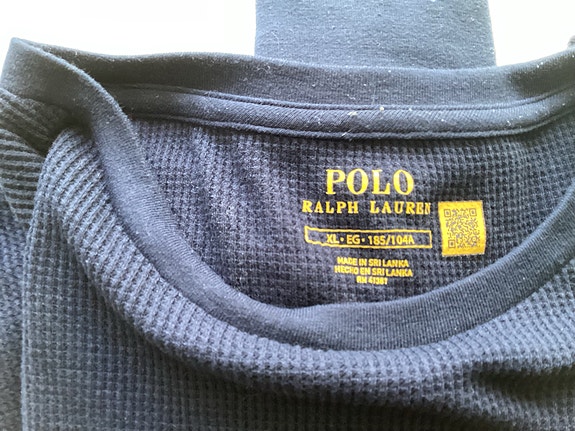 POLO
RALPH LAUREN
XL • EG • 185/104A
MADE IN SRI LANKA
HECHO EN SRI LANKA
RN 41381